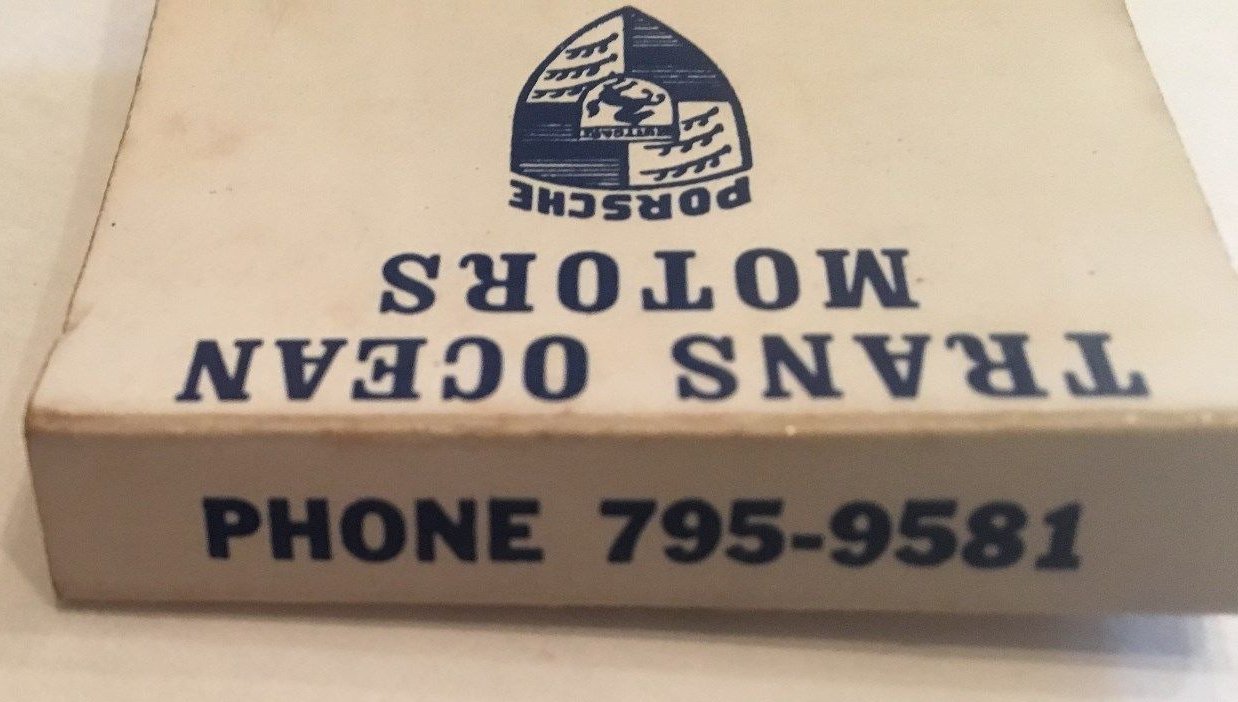 TRANS OCEAN
MOTORS
PORSCHE
PHONE 795-9581